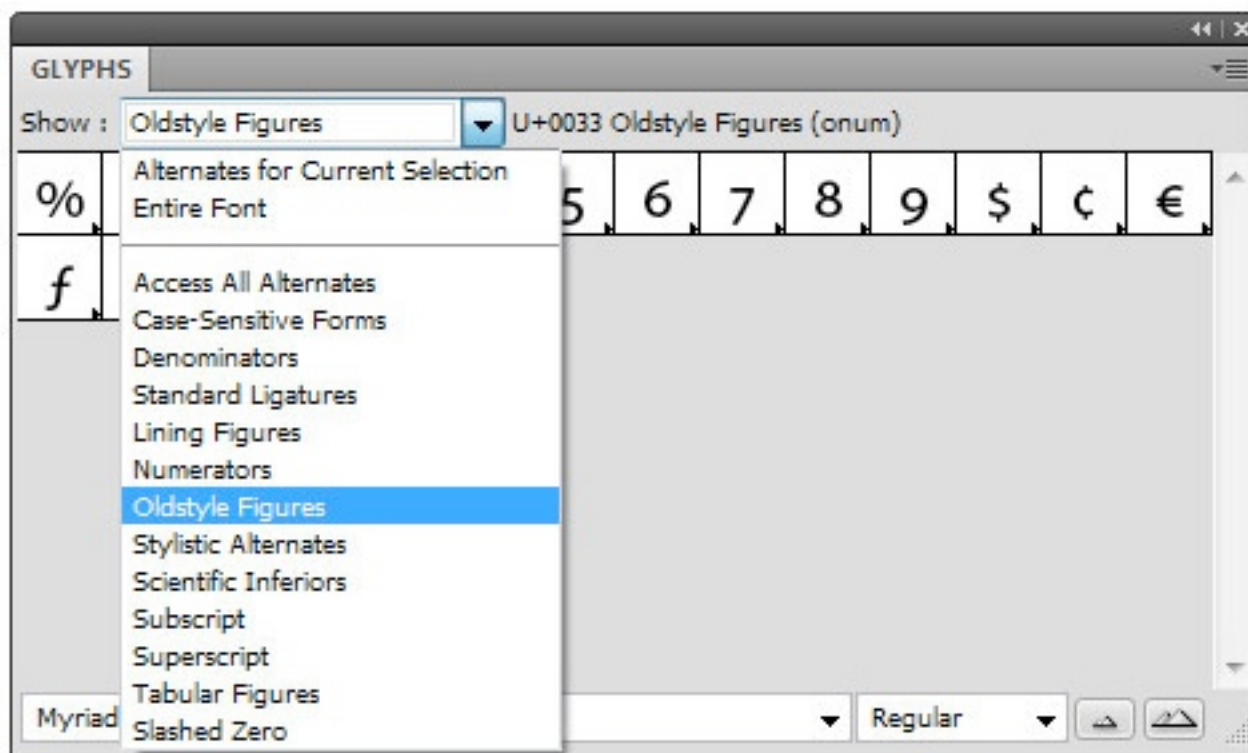 GLYPHS
Show : Oldstyle Figures U+0033 Oldstyle Figures (onum)
% 5 6 7 8 9 $ ¢ €
ƒ
Alternates for Current Selection
Entire Font
Access All Alternates
Case-Sensitive Forms
Denominators
Standard Ligatures
Lining Figures
Numerators
Oldstyle Figures
Stylistic Alternates
Scientific Inferiors
Subscript
Superscript
Tabular Figures
Slashed Zero
Myriad Regular